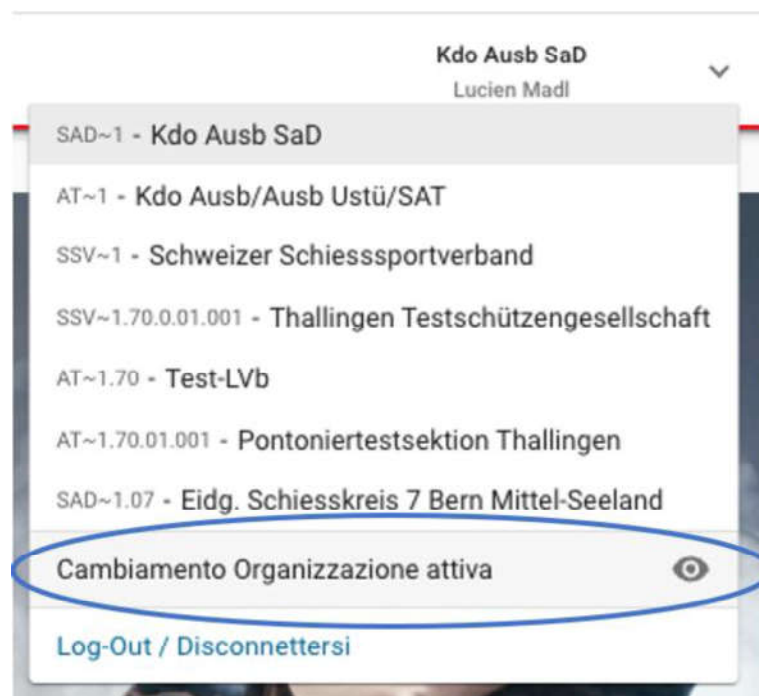 Kdo Ausb SaD
Lucien Madl
SAD~1 - Kdo Ausb SaD
AT~1 - Kdo Ausb/Ausb Ustü/SAT
SSV~1 - Schweizer Schiesssportverband
SSV~1.70.0.01.001 - Thallingen Testschützengesellschaft
AT~1.70 - Test-LVb
AT~1.70.01.001 - Pontoniertestsektion Thallingen
SAD~1.07 - Eidg. Schiesskreis 7 Bern Mittel-Seeland
Cambiamento Organizzazione attiva
Log-Out / Disconnettersi